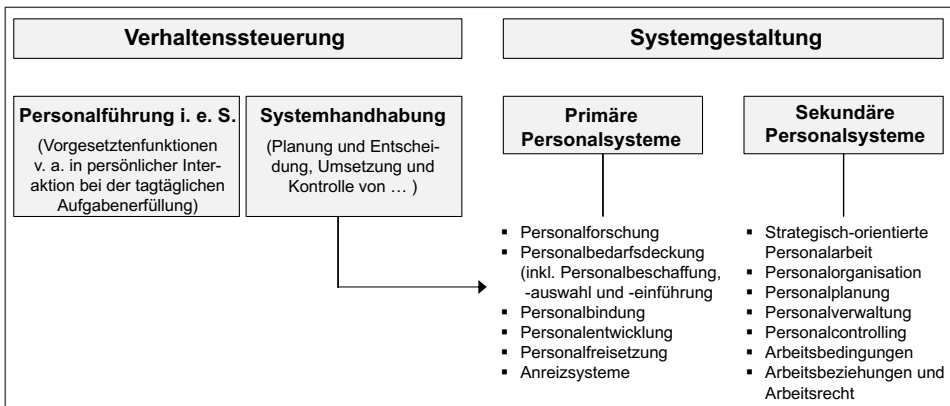 Verhaltenssteuerung
Systemgestaltung
Personalführung i. e. S.
(Vorgesetztenfunktionen
v. a. in persönlicher Inter-
aktion bei der tagtäglichen
Aufgabenerfüllung)
Systemhandhabung
(Planung und Entschei-
dung, Umsetzung und
Kontrolle von … )
Primäre
Personalsysteme
Sekundäre
Personalsysteme
▪ Personalforschung
▪ Personalbedarfsdeckung
(inkl. Personalbeschaffung,
-auswahl und -einführung
▪ Personalbindung
▪ Personalentwicklung
▪ Personalfreisetzung
▪ Anreizsysteme
▪ Strategisch-orientierte
Personalarbeit
▪ Personalorganisation
▪ Personalplanung
▪ Personalverwaltung
▪ Personalcontrolling
▪ Arbeitsbedingungen
▪ Arbeitsbeziehungen und
Arbeitsrecht